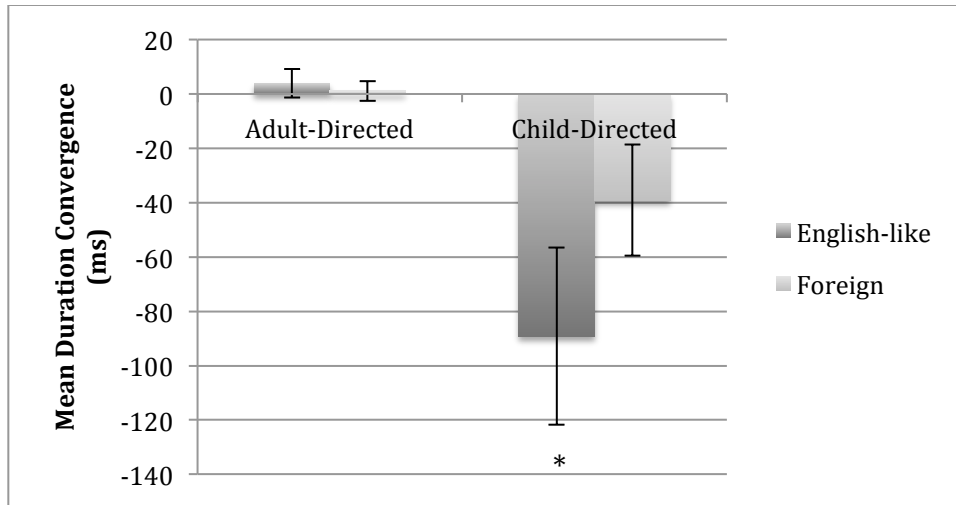 20
0
-20
-40
-60
-80
-100
-120
-140
Mean Duration Convergence
(ms)
Adult-Directed
Child-Directed
*
English-like
Foreign